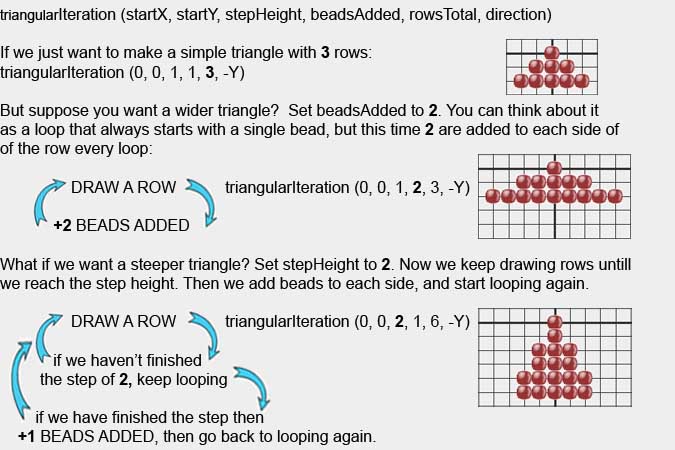 triangularIteration (startX, startY, stepHeight, beadsAdded, rowsTotal, direction)
If we just want to make a simple triangle with 3 rows:
triangularIteration (0, 0, 1, 1, 3, -Y)
But suppose you want a wider triangle? Set beadsAdded to 2. You can think about it
as a loop that always starts with a single bead, but this time 2 are added to each side of
of the row every loop:
DRAW A ROW
triangularIteration (0, 0, 1, 2, 3, -Y)
+2 BEADS ADDED
What if we want a steeper triangle? Set stepHeight to 2. Now we keep drawing rows untill
we reach the step height. Then we add beads to each side, and start looping again.
DRAW A ROW
triangularIteration (0, 0, 2, 1, 6, -Y)
if we haven't finished
the step of 2, keep looping
if we have finished the step then
+1 BEADS ADDED, then go back to looping again.